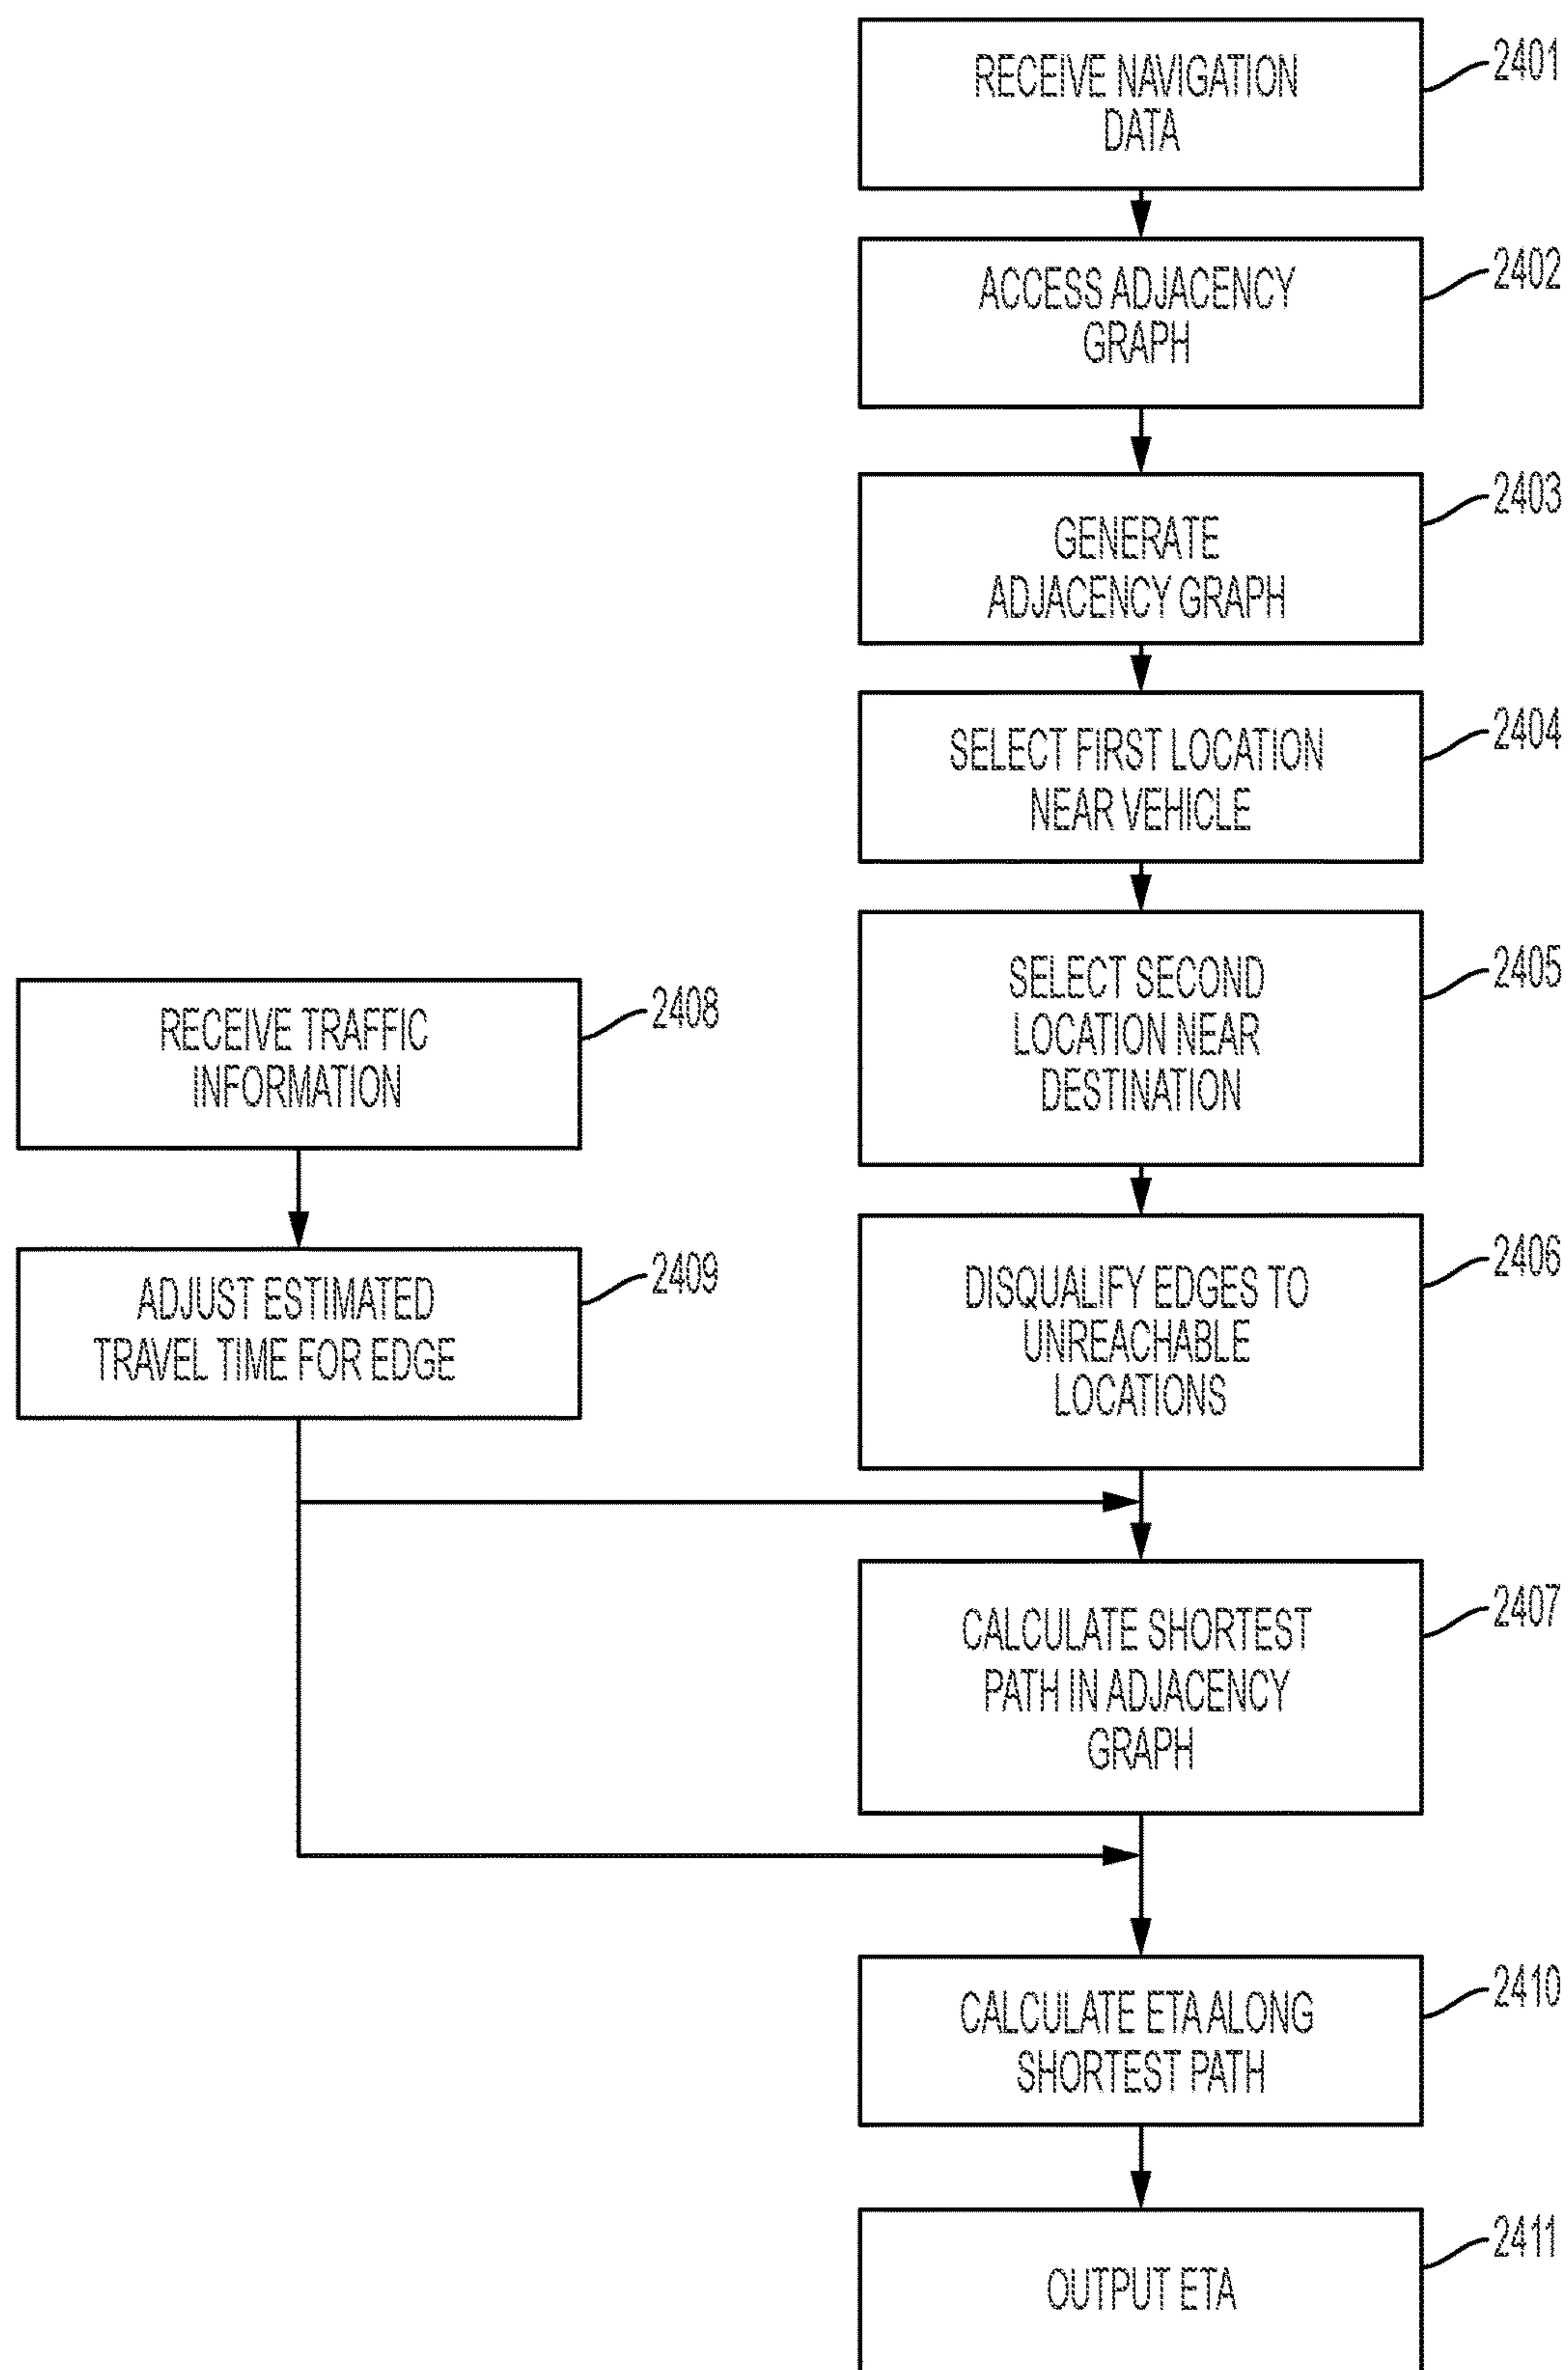 RECEIVE NAVIGATION
DATA
2401
ACCESS ADJACENCY
GRAPH
2402
GENERATE
ADJACENCY GRAPH
2403
SELECT FIRST LOCATION
NEAR VEHICLE
2404
SELECT SECOND
LOCATION NEAR
DESTINATION
2405
RECEIVE TRAFFIC
INFORMATION
2408
ADJUST ESTIMATED
TRAVEL TIME FOR EDGE
2409
DISQUALIFY EDGES TO
UNREACHABLE
LOCATIONS
2406
CALCULATE SHORTEST
PATH IN ADJACENCY
GRAPH
2407
CALCULATE ETA ALONG
SHORTEST PATH
2410
OUTPUT ETA
2411